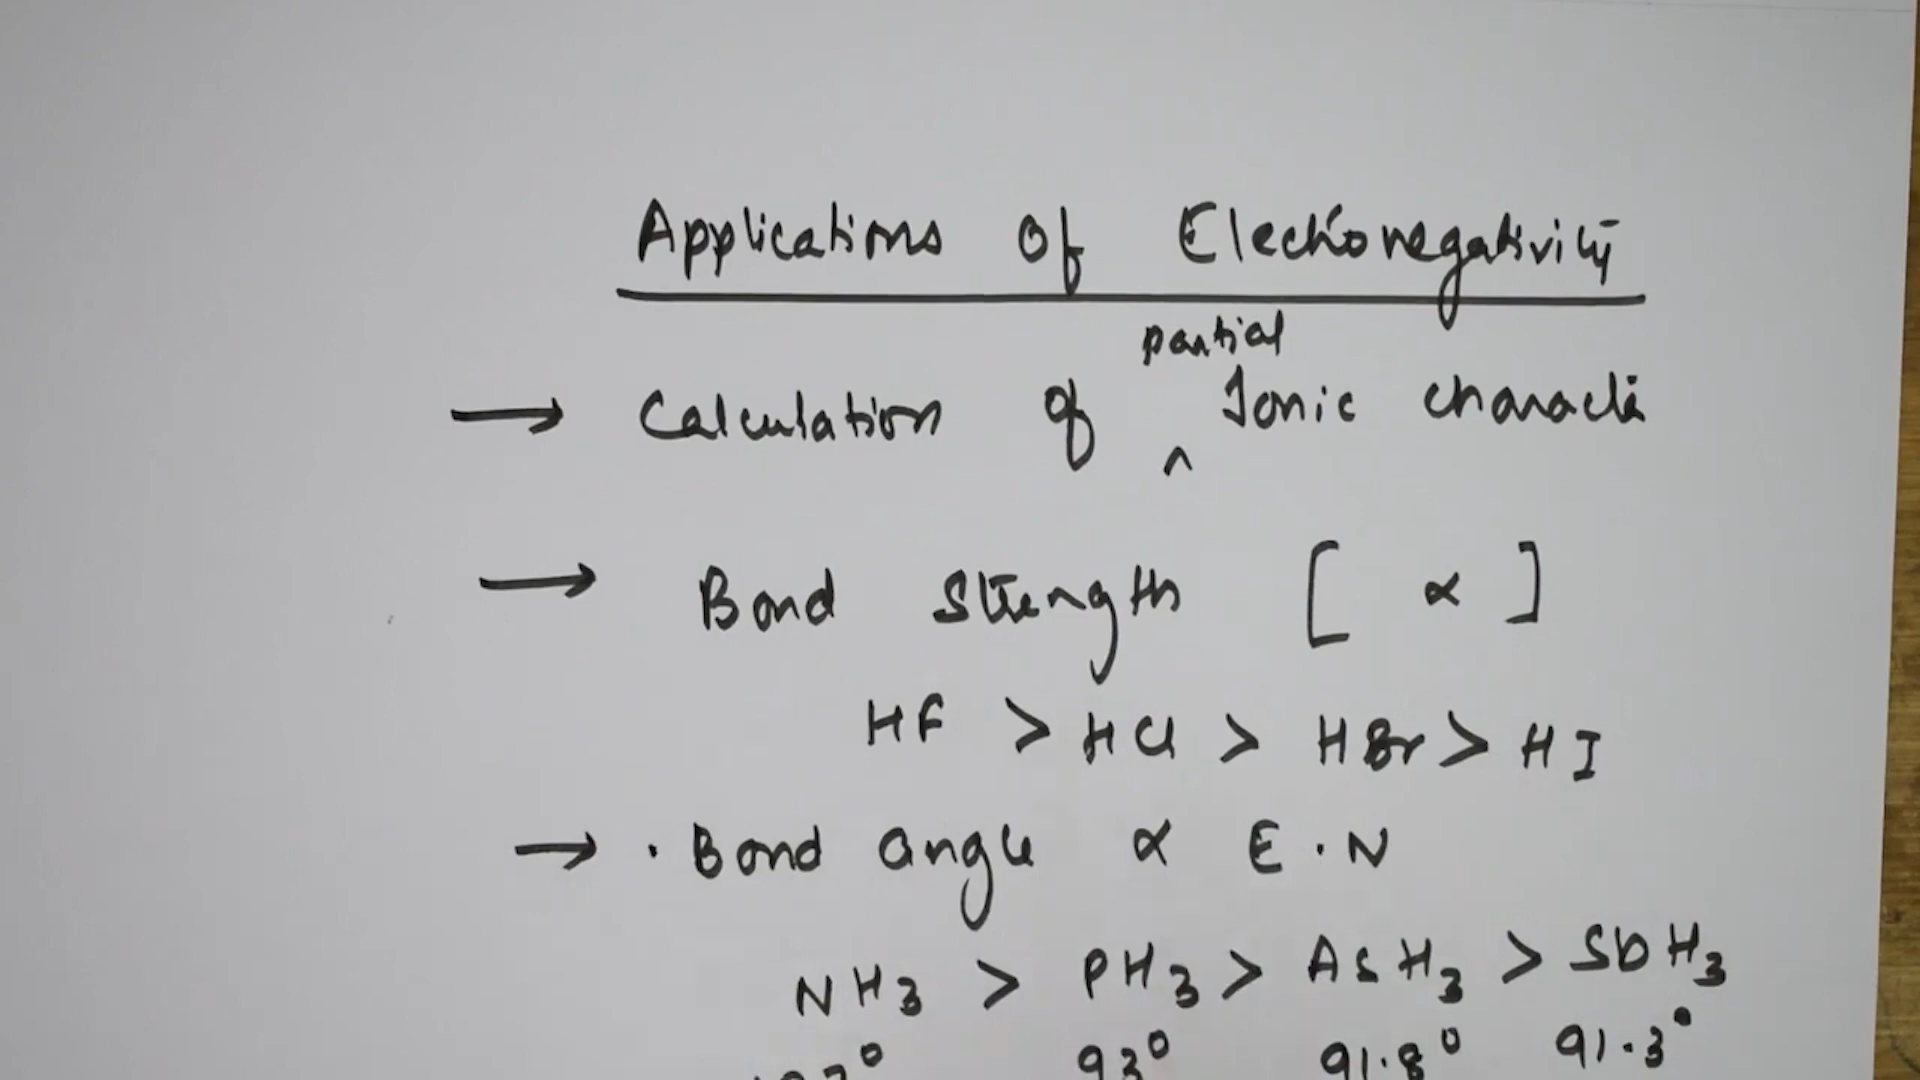 Applications of Electronegativity
partial
→ Calculation of ^ Ionic character
→ Bond Strength [ ∝ ]
HF > HCl > HBr > HI
→ . Bond angle ∝ E.N
NH3 > PH3 > AsH3 > SbH3
107° 93° 91.8° 91.3°